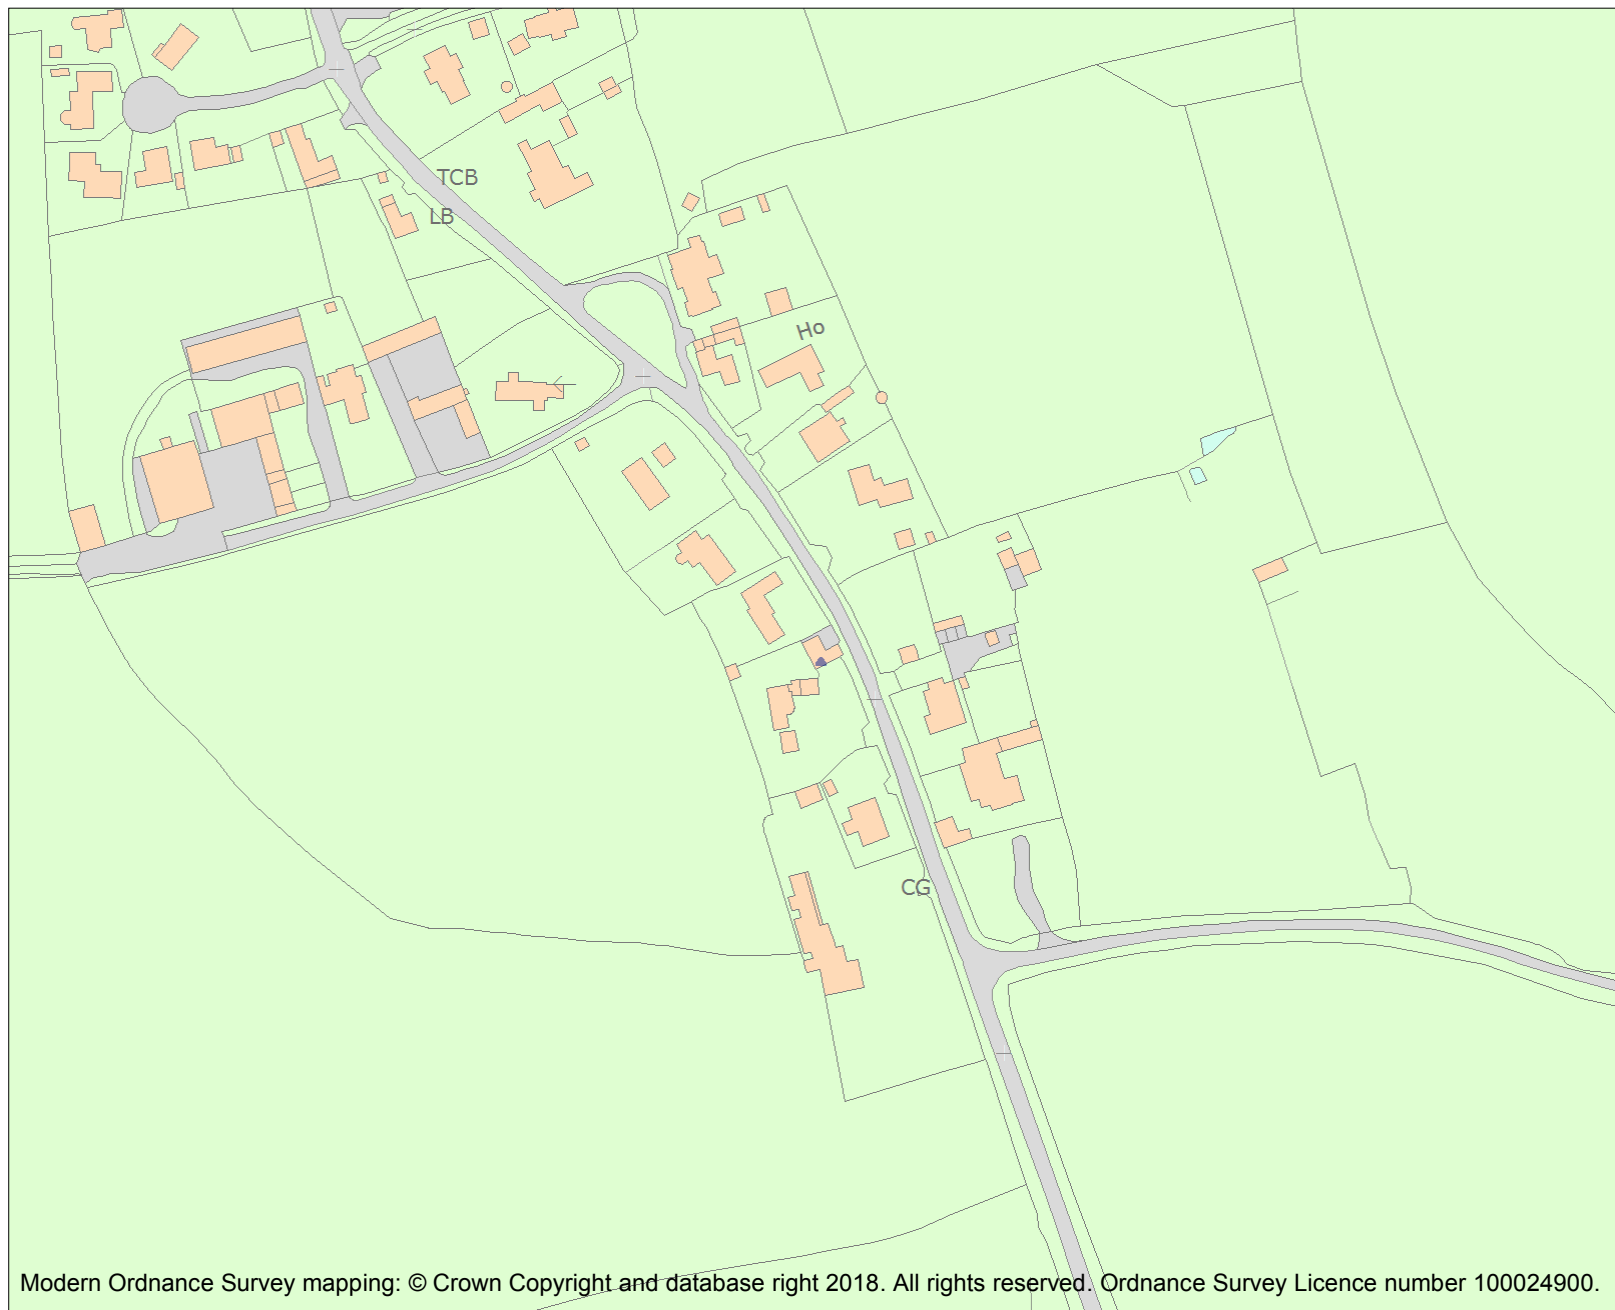 TCB
LB
Ho
CG
Modern Ordnance Survey mapping: © Crown Copyright and database right 2018. All rights reserved. Ordnance Survey Licence number 100024900.